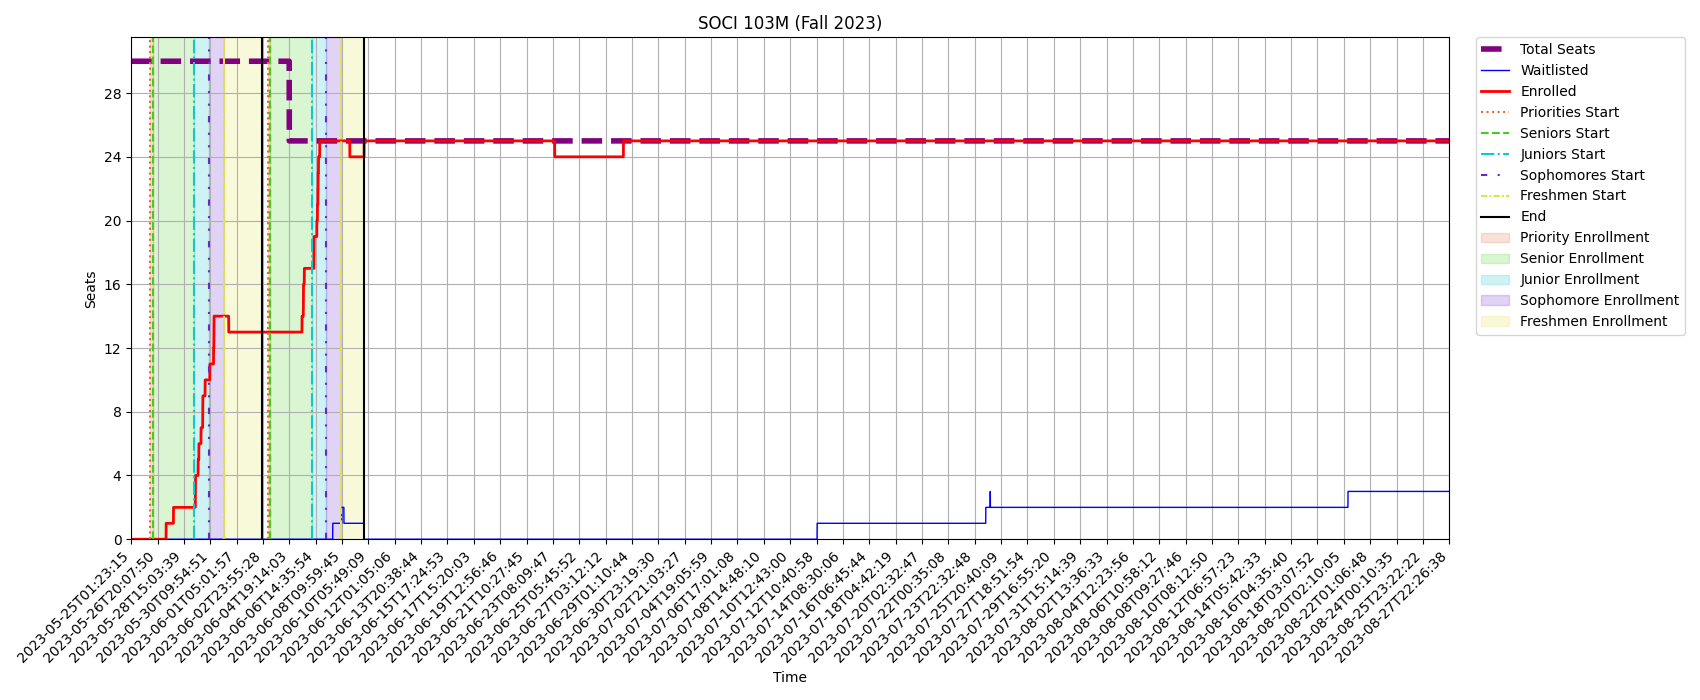 SOCI 103M (Fall 2023)
Total Seats
Waitlisted
Enrolled
Priorities Start
Seniors Start
Juniors Start
Sophomores Start
Freshmen Start
End
Priority Enrollment
Senior Enrollment
Junior Enrollment
Sophomore Enrollment
Freshmen Enrollment
Seats
28
24
20
16
12
8
4
0
2023-05-25T01:23:15
2023-05-26T20:07:50
2023-05-28T15:03:39
2023-05-30T09:54:51
2023-06-01T05:01:57
2023-06-02T23:55:28
2023-06-04T19:14:03
2023-06-06T14:35:54
2023-06-08T09:59:45
2023-06-10T05:49:09
2023-06-12T01:05:06
2023-06-13T20:38:44
2023-06-15T17:24:53
2023-06-17T15:20:03
2023-06-19T12:56:46
2023-06-21T10:27:45
2023-06-23T08:09:47
2023-06-25T05:45:52
2023-06-27T03:12:12
2023-06-29T01:10:44
2023-06-30T23:19:30
2023-07-02T21:03:27
2023-07-04T19:05:59
2023-07-06T17:01:08
2023-07-08T14:48:10
2023-07-10T12:43:00
2023-07-12T10:40:58
2023-07-14T08:30:06
2023-07-16T06:45:44
2023-07-18T04:42:19
2023-07-20T02:32:47
2023-07-22T00:35:08
2023-07-23T22:32:48
2023-07-25T20:40:09
2023-07-27T18:51:54
2023-07-29T16:55:20
2023-07-31T15:14:39
2023-08-02T13:36:33
2023-08-04T12:23:56
2023-08-06T10:58:12
2023-08-08T09:27:46
2023-08-10T08:12:50
2023-08-12T06:57:23
2023-08-14T05:42:33
2023-08-16T04:35:40
2023-08-18T03:07:52
2023-08-20T02:10:05
2023-08-22T01:06:48
2023-08-24T00:10:35
2023-08-25T23:22:22
2023-08-27T22:26:38
Time